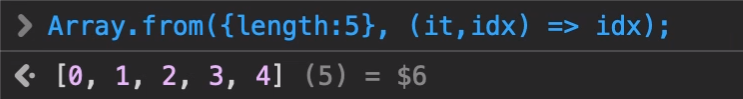 > Array.from({length:5}, (it,idx) => idx);
[0, 1, 2, 3, 4] (5) = $6